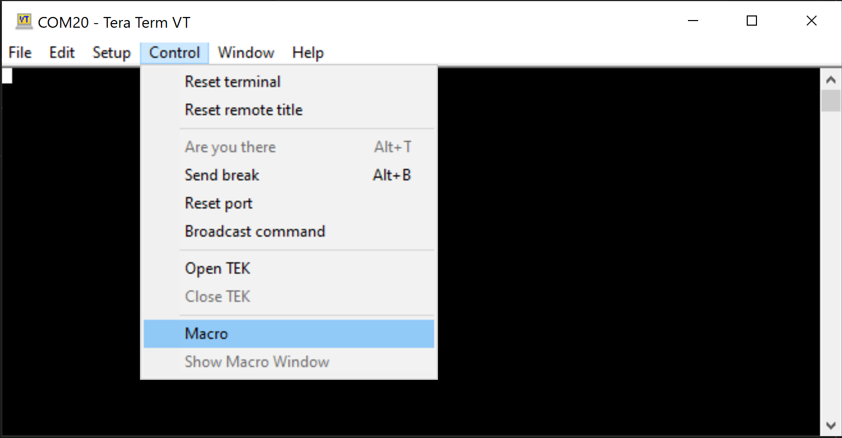 VT COM20 - Tera Term VT
File Edit Setup Control Window Help
Reset terminal
Reset remote title
Are you there Alt+T
Send break Alt+B
Reset port
Broadcast command
Open TEK
Close TEK
Macro
Show Macro Window